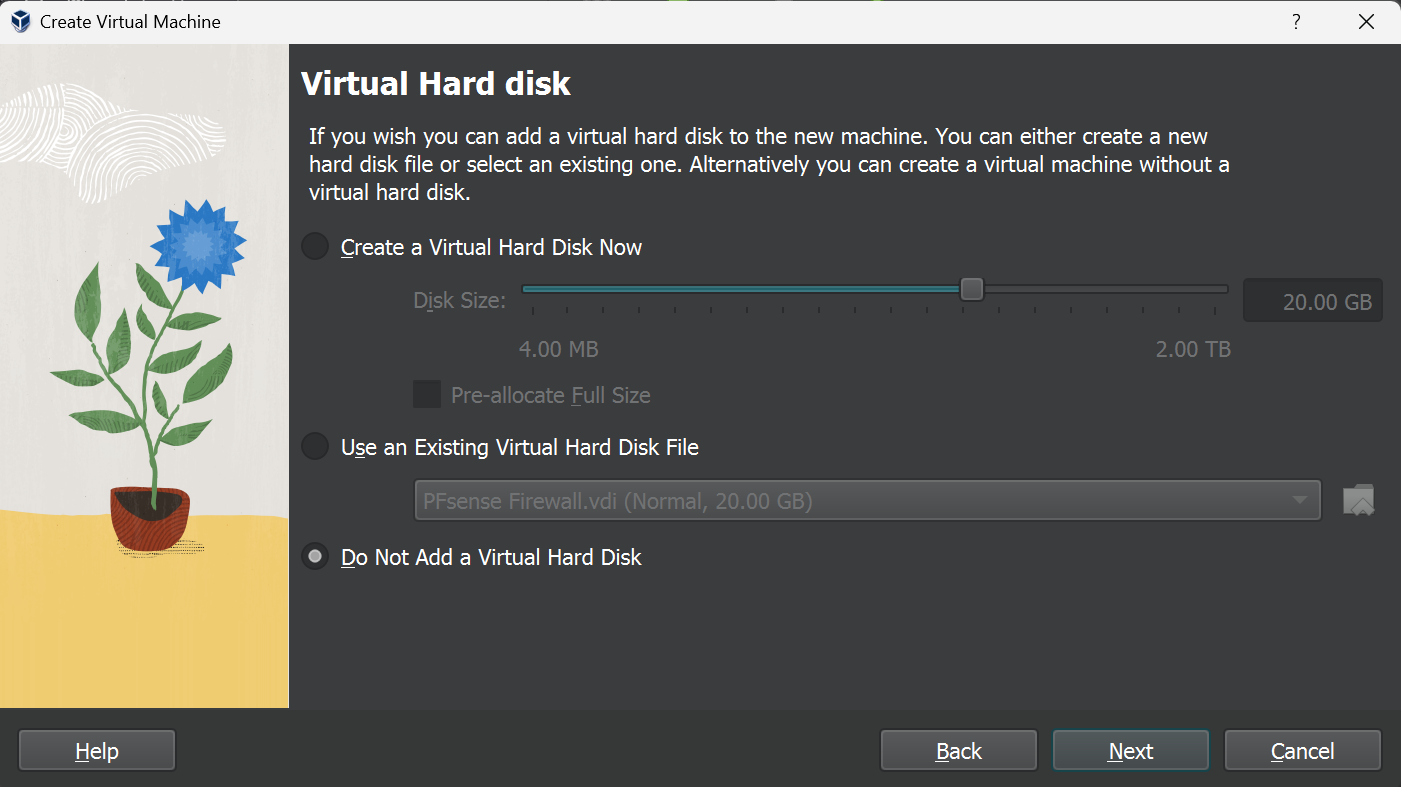 Create Virtual Machine
?
Virtual Hard disk
If you wish you can add a virtual hard disk to the new machine. You can either create a new
hard disk file or select an existing one. Alternatively you can create a virtual machine without a
virtual hard disk.
Create a Virtual Hard Disk Now
Disk Size:
20.00 GB
4.00 MB
2.00 TB
Pre-allocate Full Size
Use an Existing Virtual Hard Disk File
PFsense Firewall.vdi (Normal, 20.00 GB)
Do Not Add a Virtual Hard Disk
Help
Back
Next
Cancel